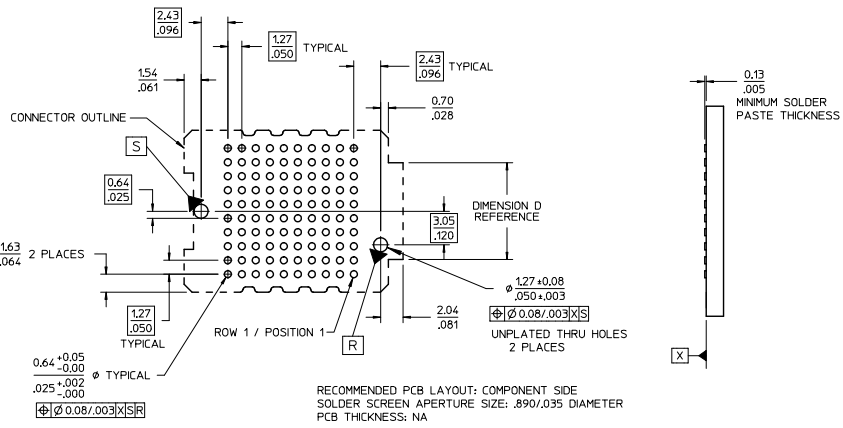 2.43
.096
1.27
.050
TYPICAL
2.43
.096
TYPICAL
1.54
.061
0.70
.028
0.13
.005
MINIMUM SOLDER
PASTE THICKNESS
CONNECTOR OUTLINE
S
0.64
.025
DIMENSION D
REFERENCE
3.05
.120
1.63
.064
2 PLACES
1.27
.050
TYPICAL
ROW 1 / POSITION 1
R
2.04
.081
⌀ 1.27 ±0.08
.050 ±.003
⌖ ⌀ 0.08/.003 X S
UNPLATED THRU HOLES
2 PLACES
X
0.64 +0.05
-0.00
.025 +.002
-.000
⌀ TYPICAL
⌖ ⌀ 0.08/.003 X S R
RECOMMENDED PCB LAYOUT: COMPONENT SIDE
SOLDER SCREEN APERTURE SIZE: .890/.035 DIAMETER
PCB THICKNESS: NA